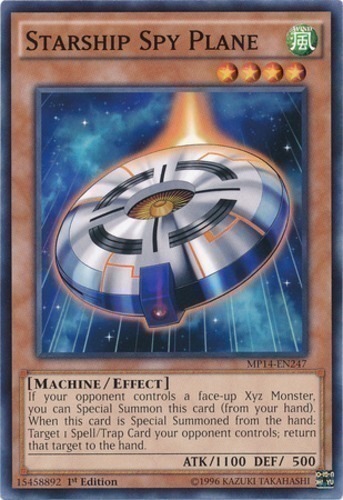 STARSHIP SPY PLANE
風
MP14-EN247
[MACHINE / EFFECT]
If your opponent controls a face-up Xyz Monster,
you can Special Summon this card (from your hand).
When this card is Special Summoned from the hand:
Target 1 Spell/Trap Card your opponent controls; return
that target to the hand.
ATK/1100 DEF/ 500
15458892 1st Edition ©1996 KAZUKI TAKAHASHI